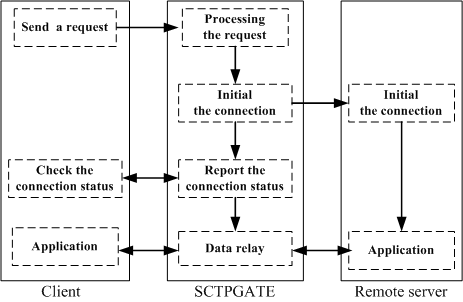 Send a request
Processing
the request
Initial
the connection
Initial
the connection
Check the
connection status
Report the
connection status
Application
Data relay
Application
Client
SCTPGATE
Remote server